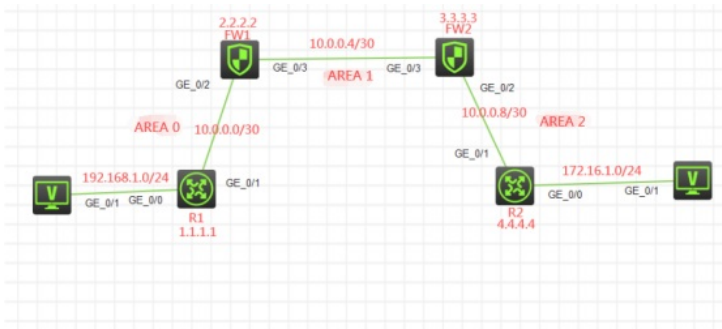 2.2.2.2
FW1
3.3.3.3
FW2
10.0.0.4/30
GE_0/3
GE_0/3
AREA 1
GE_0/2
GE_0/2
AREA 0
10.0.0.0/30
10.0.0.8/30
AREA 2
GE_0/1
192.168.1.0/24
GE_0/1
172.16.1.0/24
V
GE_0/1
GE_0/0
GE_0/0
GE_0/1
V
R1
1.1.1.1
R2
4.4.4.4